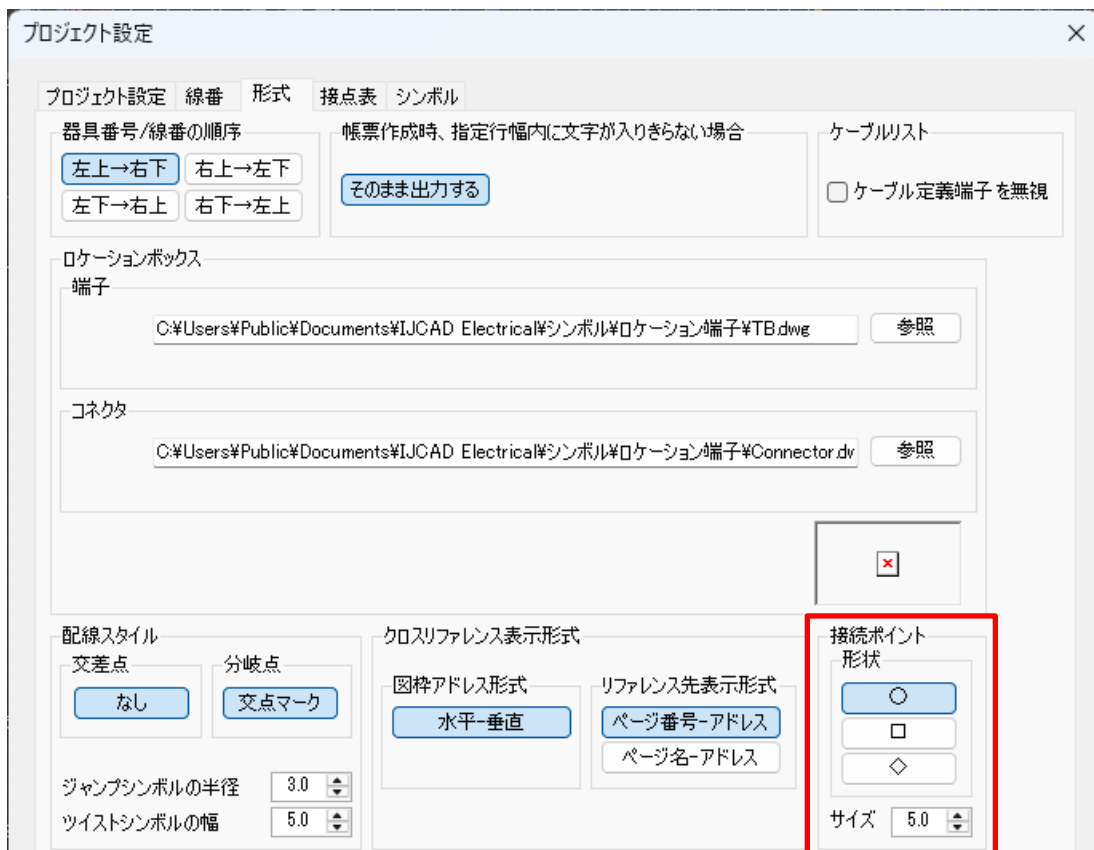 プロジェクト設定
プロジェクト設定 線番 形式 接点表 シンボル
器具番号/線番の順序
左上→右下 右上→左下
左下→右上 右下→左上
帳票作成時、指定行幅内に文字が入りきらない場合
そのまま出力する
ケーブルリスト
ケーブル定義端子を無視
ロケーションボックス
端子
C:¥Users¥Public¥Documents¥IJCAD Electrical¥シンボル¥ロケーション端子¥TB.dwg 参照
コネクタ
C:¥Users¥Public¥Documents¥IJCAD Electrical¥シンボル¥ロケーション端子¥Connector.dv 参照
配線スタイル
交差点 分岐点
なし 交点マーク
ジャンプシンボルの半径 3.0
ツイストシンボルの幅 5.0
クロスリファレンス表示形式
図枠アドレス形式
水平-垂直
リファレンス先表示形式
ページ番号-アドレス
ページ名-アドレス
接続ポイント
形状
○
□
◇
サイズ 5.0